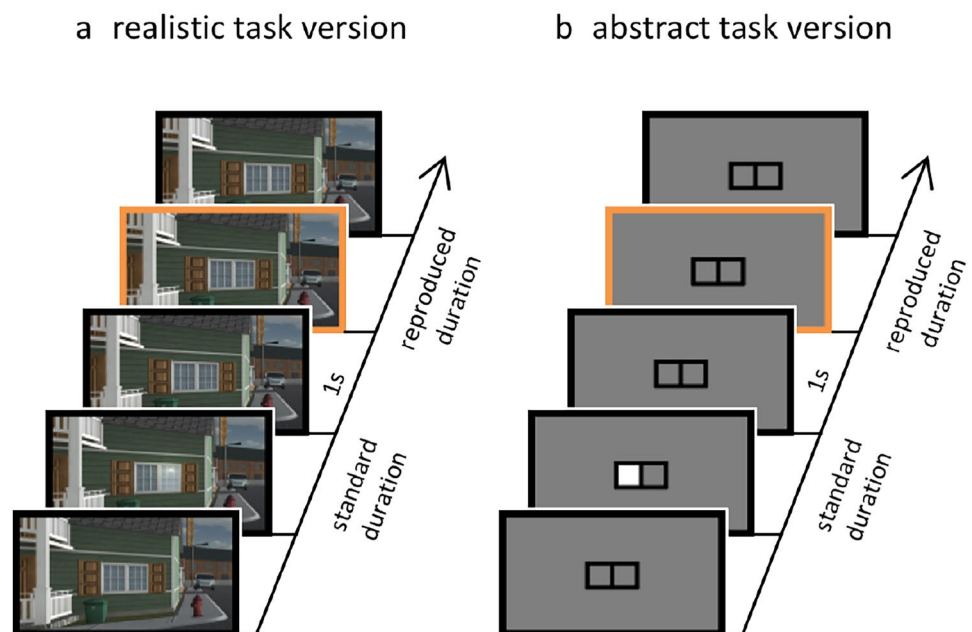 a realistic task version
b abstract task version
reproduced
duration
1s
standard
duration
reproduced
duration
1s
standard
duration